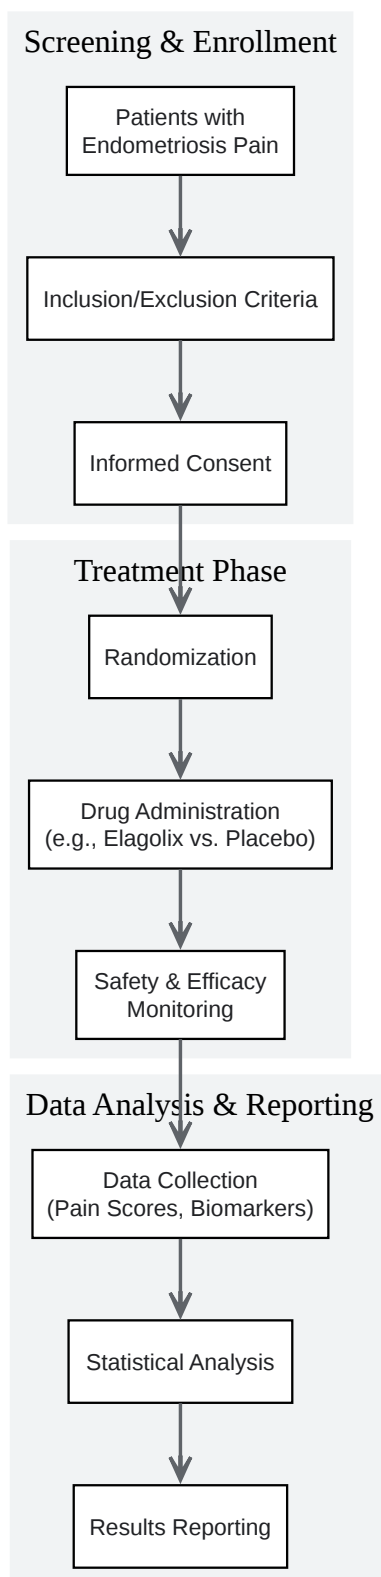 Screening & Enrollment
Patients with
Endometriosis Pain
Inclusion/Exclusion Criteria
Informed Consent
Treatment Phase
Randomization
Drug Administration
(e.g., Elagolix vs. Placebo)
Safety & Efficacy
Monitoring
Data Analysis & Reporting
Data Collection
(Pain Scores, Biomarkers)
Statistical Analysis
Results Reporting